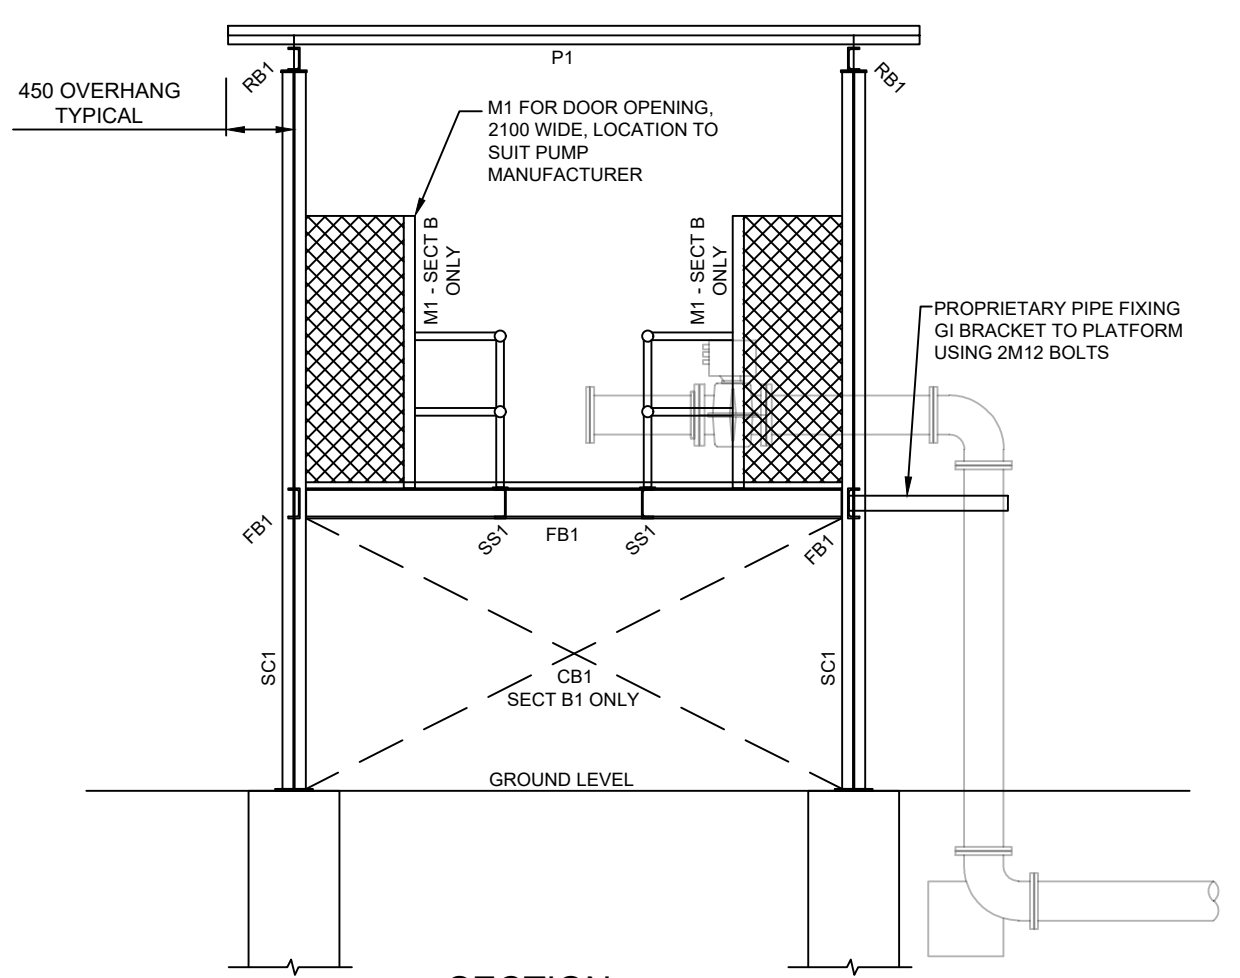 P1
RB1
RB1
450 OVERHANG
TYPICAL
M1 FOR DOOR OPENING,
2100 WIDE, LOCATION TO
SUIT PUMP
MANUFACTURER
M1 - SECT B
ONLY
M1 - SECT B
ONLY
PROPRIETARY PIPE FIXING
GI BRACKET TO PLATFORM
USING 2M12 BOLTS
FB1
SS1
FB1
SS1
FB1
SC1
SC1
CB1
SECT B1 ONLY
GROUND LEVEL
SECTION